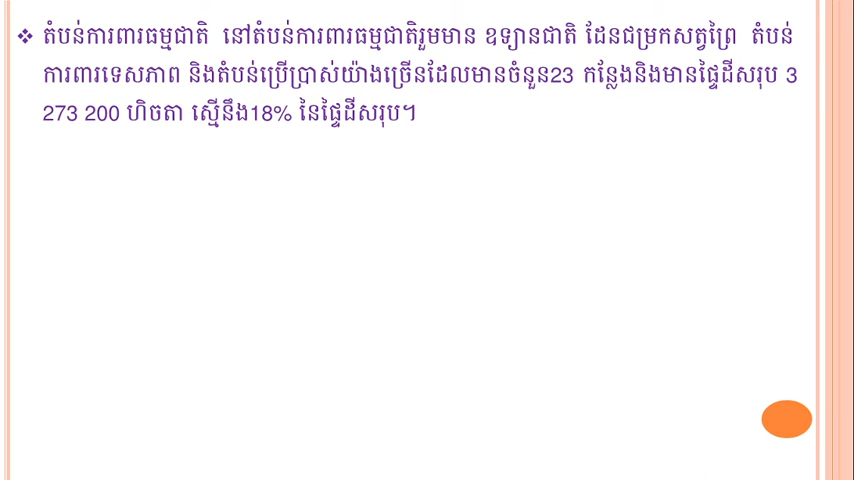 ❖ តំបន់ការពារធម្មជាតិ នៅតំបន់ការពារធម្មជាតិរួមមាន ឧទ្យានជាតិ ដែនជម្រកសត្វព្រៃ តំបន់
ការពារទេសភាព និងតំបន់ប្រើប្រាស់យ៉ាងច្រើនដែលមានចំនួន23 កន្លែងនិងមានផ្ទៃដីសរុប 3
273 200 ហិចតា ស្មើនឹង18% នៃផ្ទៃដីសរុប។